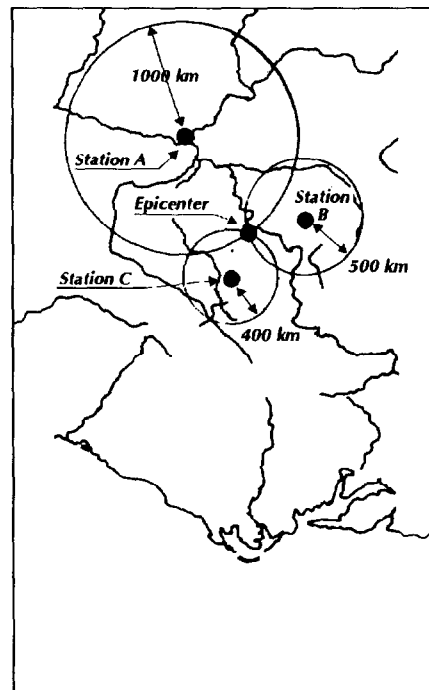 1000 km
Station A
Epicenter
Station
B
500 km
Station C
400 km